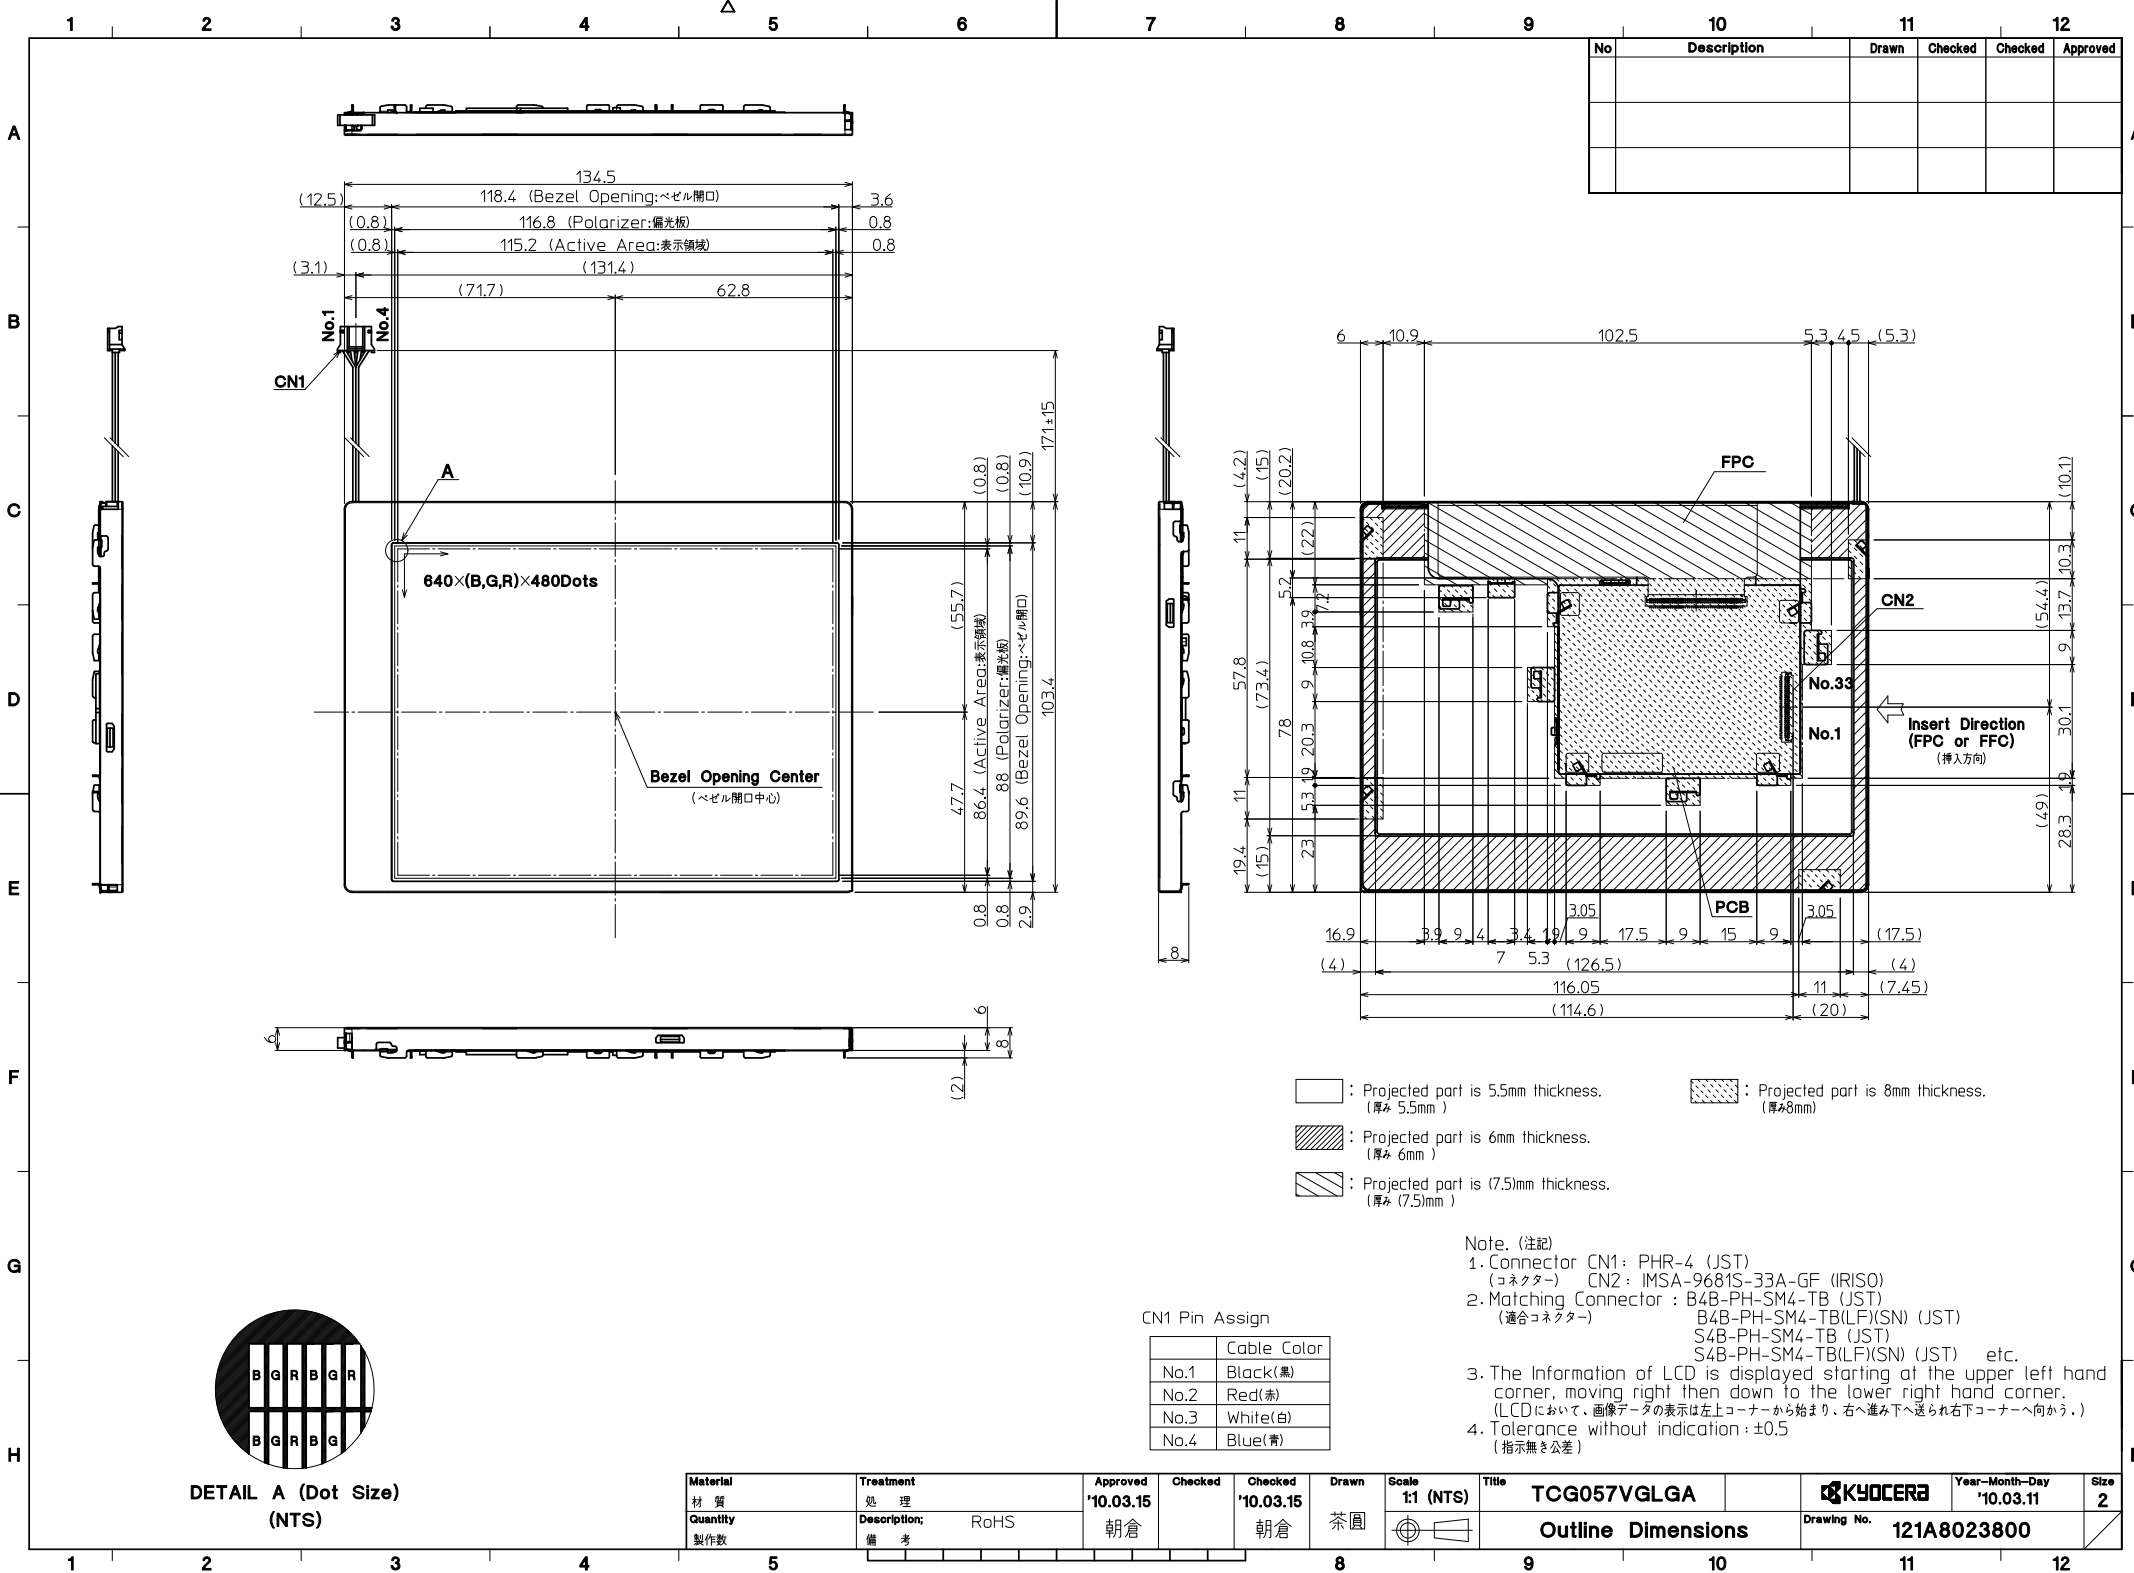 1 2 3 4 5 6 7 8 9 10 11 12
A
B
C
D
E
F
G
H
No Description Drawn Checked Checked Approved
134.5
(12.5) 118.4 (Bezel Opening:ベゼル開口) 3.6
(0.8) 116.8 (Polarizer:偏光板) 0.8
(0.8) 115.2 (Active Area:表示領域) 0.8
(3.1) (131.4)
(71.7) 62.8
No.1
No.4
CN1
A
171±15
(0.8)
(0.8)
(10.9)
640×(B,G,R)×480Dots
(55.7)
47.7
86.4 (Active Area:表示領域)
88 (Polarizer:偏光板)
89.6 (Bezel Opening:ベゼル開口)
103.4
Bezel Opening Center
(ベゼル開口中心)
0.8
0.8
2.9
8
6
6
8
(2)
6 10.9 102.5 5.3 4.5 (5.3)
FPC
(4.2)
(15)
(20.2)
(22)
11
5.2
7.2
3.9
10.8
57.8
(73.4)
9
78
20.3
1.9
11
5.3
19.4
(15)
23
(10.1)
10.3
(54.4)
13.7
9
30.1
1.9
(49)
28.3
CN2
No.33
No.1
Insert Direction
(FPC or FFC)
(挿入方向)
PCB
3.05 3.05
16.9 3.9 9 4 3.4 1.9 9 17.5 9 15 9 (17.5)
7 5.3
(4) (126.5) (4)
116.05 11 (7.45)
(114.6) (20)
: Projected part is 5.5mm thickness.
(厚み 5.5mm )
: Projected part is 8mm thickness.
(厚み8mm)
: Projected part is 6mm thickness.
(厚み 6mm )
: Projected part is (7.5)mm thickness.
(厚み (7.5)mm )
Note. (注記)
1. Connector CN1: PHR-4 (JST)
(コネクター) CN2: IMSA-9681S-33A-GF (IRISO)
2. Matching Connector : B4B-PH-SM4-TB (JST)
(適合コネクター) B4B-PH-SM4-TB(LF)(SN) (JST)
S4B-PH-SM4-TB (JST)
S4B-PH-SM4-TB(LF)(SN) (JST) etc.
3. The Information of LCD is displayed starting at the upper left hand
corner, moving right then down to the lower right hand corner.
(LCDにおいて、画像データの表示は左上コーナーから始まり、右へ進み下へ送られ右下コーナーへ向かう.)
4. Tolerance without indication : ±0.5
(指示無き公差)
CN1 Pin Assign
Cable Color
No.1 Black(黒)
No.2 Red(赤)
No.3 White(白)
No.4 Blue(青)
B G R B G R
B G R B G
DETAIL A (Dot Size)
(NTS)
Material
材 質
Treatment
処 理
Quantity
製作数
Description;
備 考
RoHS
Approved
'10.03.15
朝倉
Checked
Checked
'10.03.15
朝倉
Drawn
茶圓
Scale
1:1 (NTS)
Title
TCG057VGLGA
Outline Dimensions
KYOCERA
Year-Month-Day
'10.03.11
Size
2
Drawing No. 121A8023800
1 2 3 4 5 8 9 10 11 12